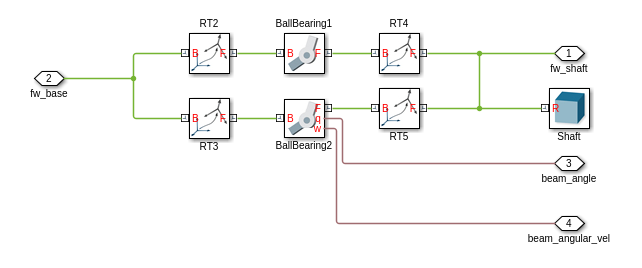 RT2
BallBearing1
RT4
B F
B F
B F
1
fw_shaft
2
fw_base
B F
RT3
B F
q
w
BallBearing2
B F
RT5
R
Shaft
3
beam_angle
4
beam_angular_vel